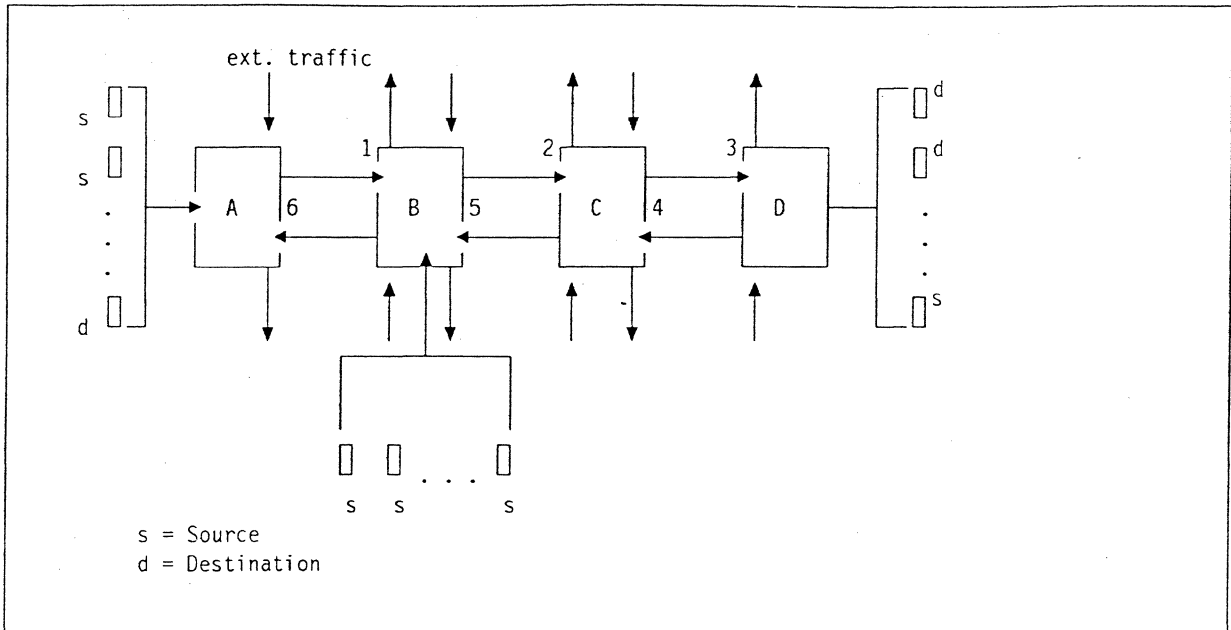 ext. traffic
s
d
1
2
3
s
d
A
6
B
5
C
4
D
.
.
.
.
.
.
d
s
. . .
s
s
s
s = Source
d = Destination